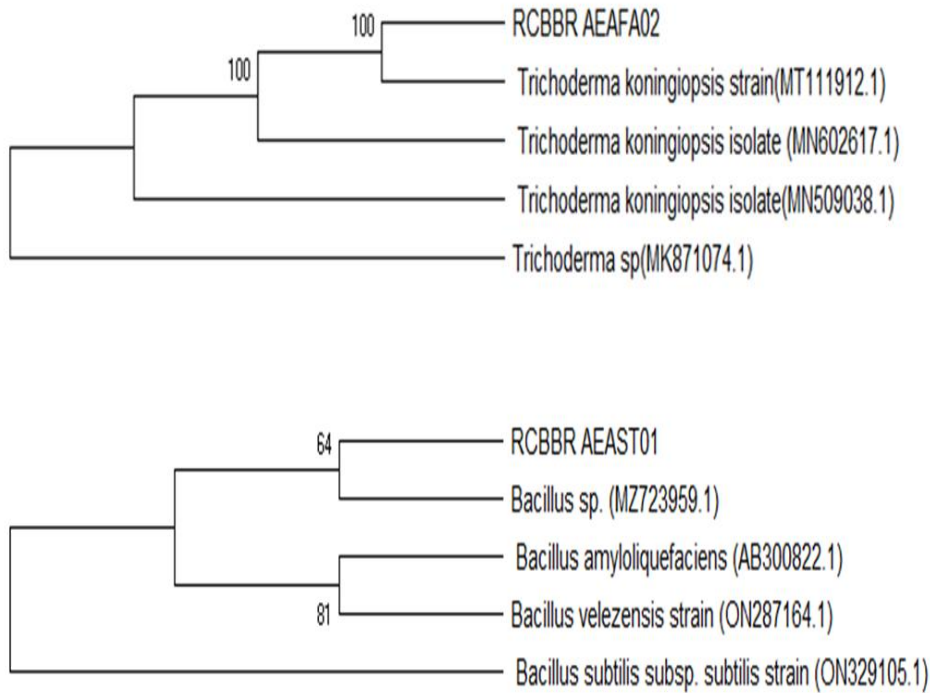 100
RCBBR AEAFA02
100
Trichoderma koningiopsis strain(MT111912.1)
Trichoderma koningiopsis isolate (MN602617.1)
Trichoderma koningiopsis isolate(MN509038.1)
Trichoderma sp(MK871074.1)
64
RCBBR AEAST01
Bacillus sp. (MZ723959.1)
Bacillus amyloliquefaciens (AB300822.1)
81
Bacillus velezensis strain (ON287164.1)
Bacillus subtilis subsp. subtilis strain (ON329105.1)